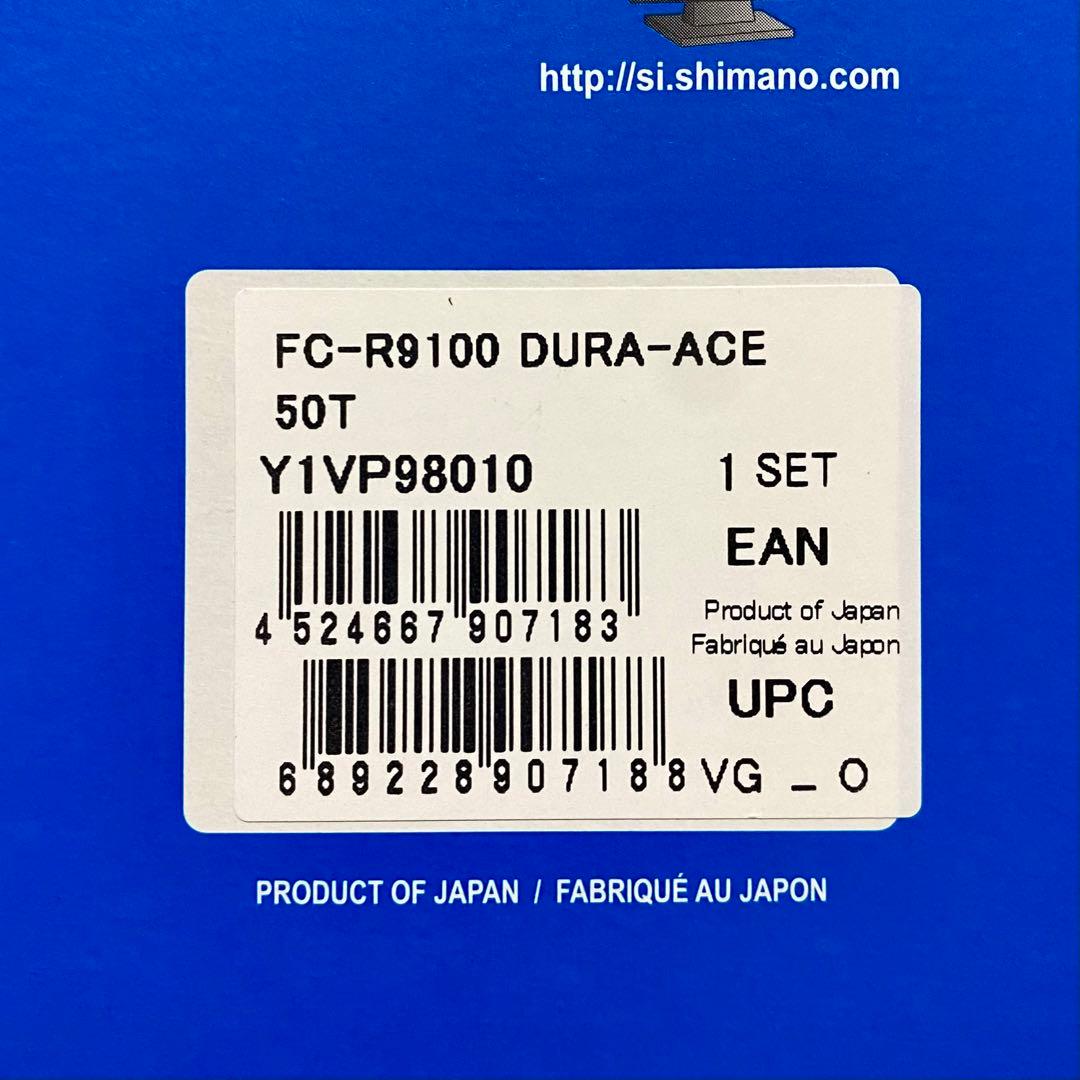 http://si.shimano.com
FC-R9100 DURA-ACE
50T
Y1VP98010 1 SET
EAN
4 524667 907183
Product of Japan
Fabriqué au Japon
UPC
6 89228 90718 8 VG _ O
PRODUCT OF JAPAN / FABRIQUÉ AU JAPON